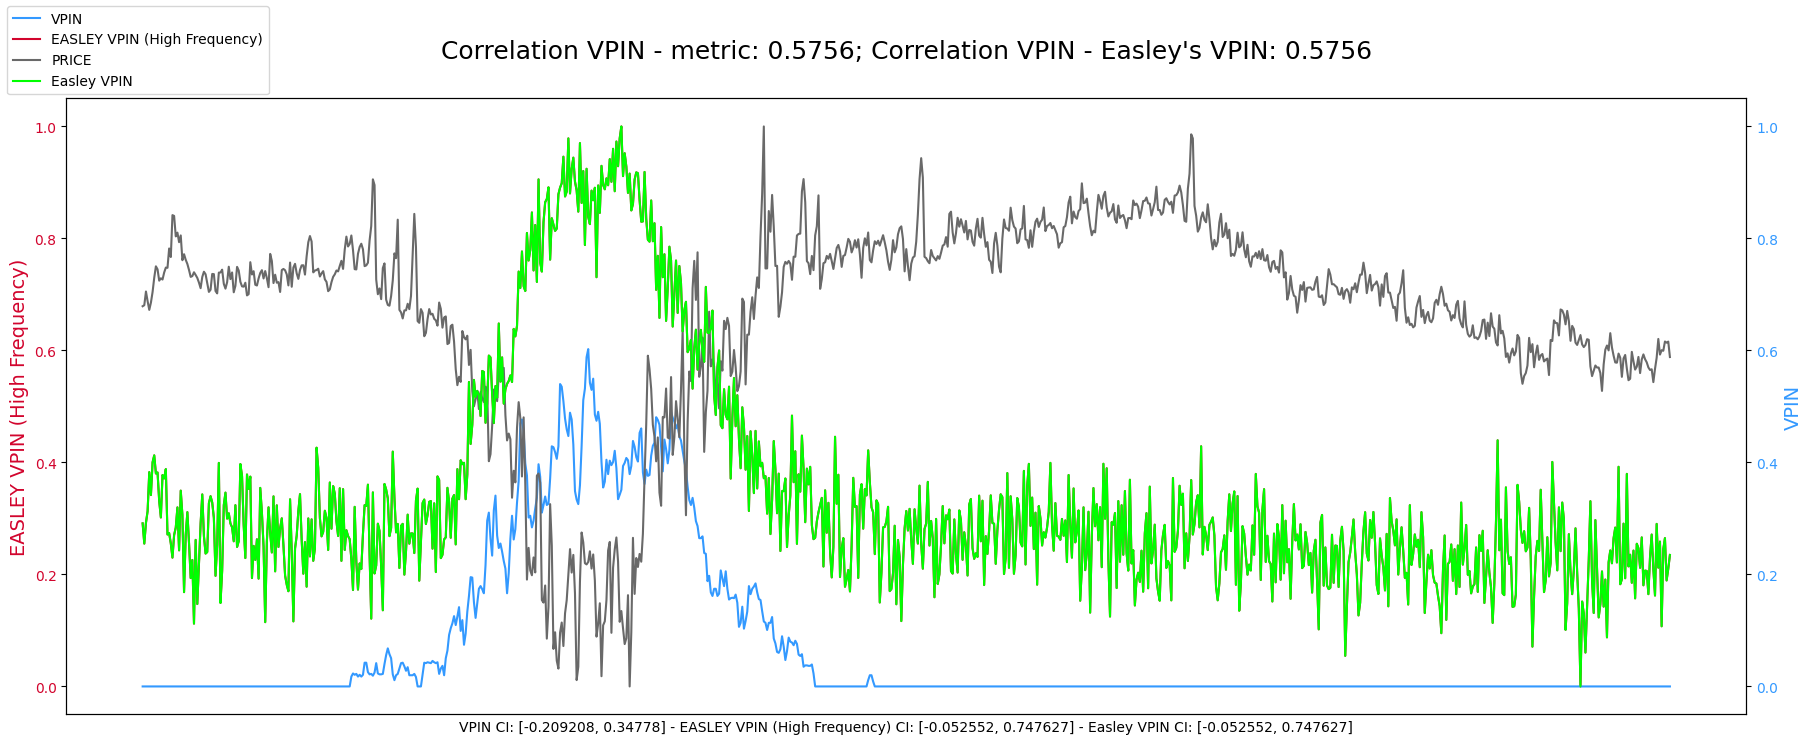 VPIN
EASLEY VPIN (High Frequency)
PRICE
Easley VPIN
Correlation VPIN - metric: 0.5756; Correlation VPIN - Easley's VPIN: 0.5756
EASLEY VPIN (High Frequency)
1.0
0.8
0.6
0.4
0.2
0.0
1.0
0.8
0.6
0.4
0.2
0.0
VPIN
VPIN CI: [-0.209208, 0.34778] - EASLEY VPIN (High Frequency) CI: [-0.052552, 0.747627] - Easley VPIN CI: [-0.052552, 0.747627]